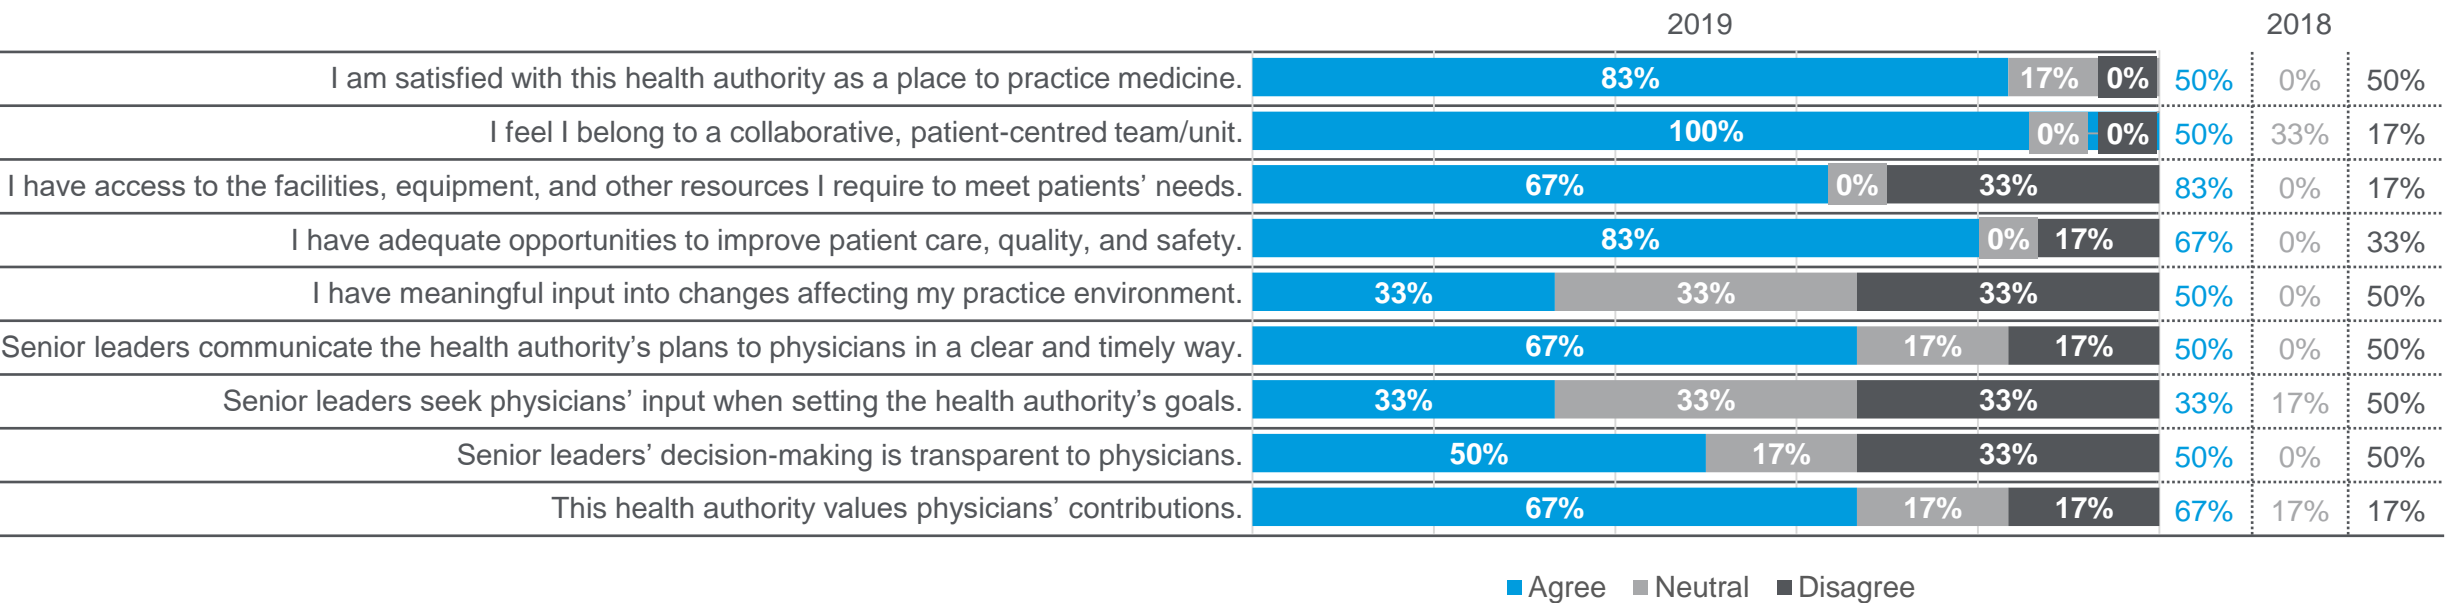 2019 2018
I am satisfied with this health authority as a place to practice medicine. 83% 17% 0% 50% 0% 50%
I feel I belong to a collaborative, patient-centred team/unit. 100% 0% 0% 50% 33% 17%
I have access to the facilities, equipment, and other resources I require to meet patients’ needs. 67% 0% 33% 83% 0% 17%
I have adequate opportunities to improve patient care, quality, and safety. 83% 0% 17% 67% 0% 33%
I have meaningful input into changes affecting my practice environment. 33% 33% 33% 50% 0% 50%
Senior leaders communicate the health authority’s plans to physicians in a clear and timely way. 67% 17% 17% 50% 0% 50%
Senior leaders seek physicians’ input when setting the health authority’s goals. 33% 33% 33% 33% 17% 50%
Senior leaders’ decision-making is transparent to physicians. 50% 17% 33% 50% 0% 50%
This health authority values physicians’ contributions. 67% 17% 17% 67% 17% 17%
Agree Neutral Disagree